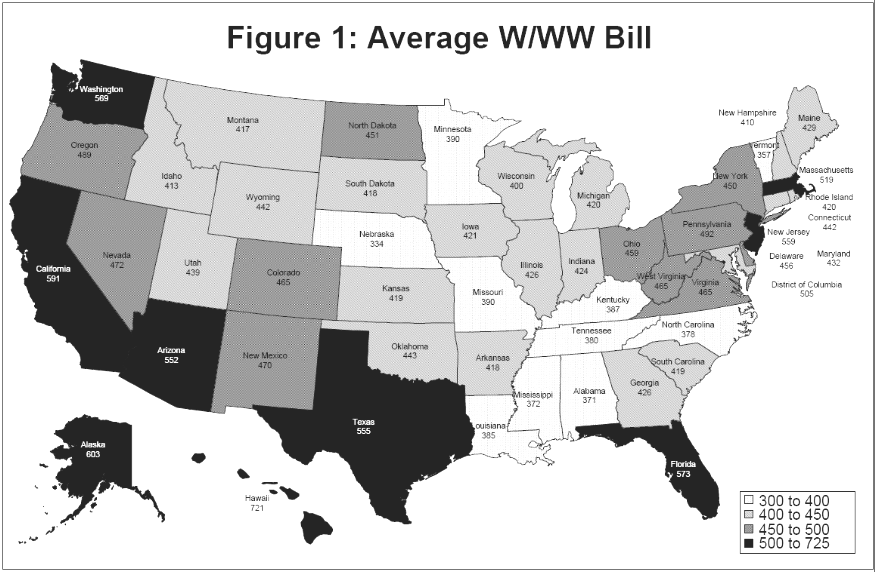 Figure 1: Average W/WW Bill
Washington
569
Oregon
489
California
591
Nevada
472
Idaho
413
Montana
417
Wyoming
442
Utah
439
Arizona
552
Colorado
465
New Mexico
470
North Dakota
451
South Dakota
418
Nebraska
334
Kansas
419
Oklahoma
443
Texas
555
Minnesota
390
Iowa
421
Missouri
390
Arkansas
418
Louisiana
385
Wisconsin
400
Illinois
426
Michigan
420
Indiana
424
Ohio
459
Kentucky
387
Tennessee
380
Mississippi
372
Alabama
371
Georgia
426
Florida
573
South Carolina
419
North Carolina
378
West Virginia
465
Virginia
465
Pennsylvania
492
New York
450
Vermont
357
New Hampshire
410
Maine
429
Massachusetts
519
Rhode Island
420
Connecticut
442
New Jersey
559
Delaware
456
Maryland
432
District of Columbia
505
Alaska
603
Hawaii
721
300 to 400
400 to 450
450 to 500
500 to 725